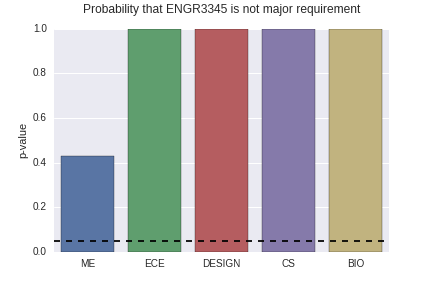 Probability that ENGR3345 is not major requirement
1.0
0.8
0.6
0.4
0.2
0.0
p-value
ME ECE DESIGN CS BIO